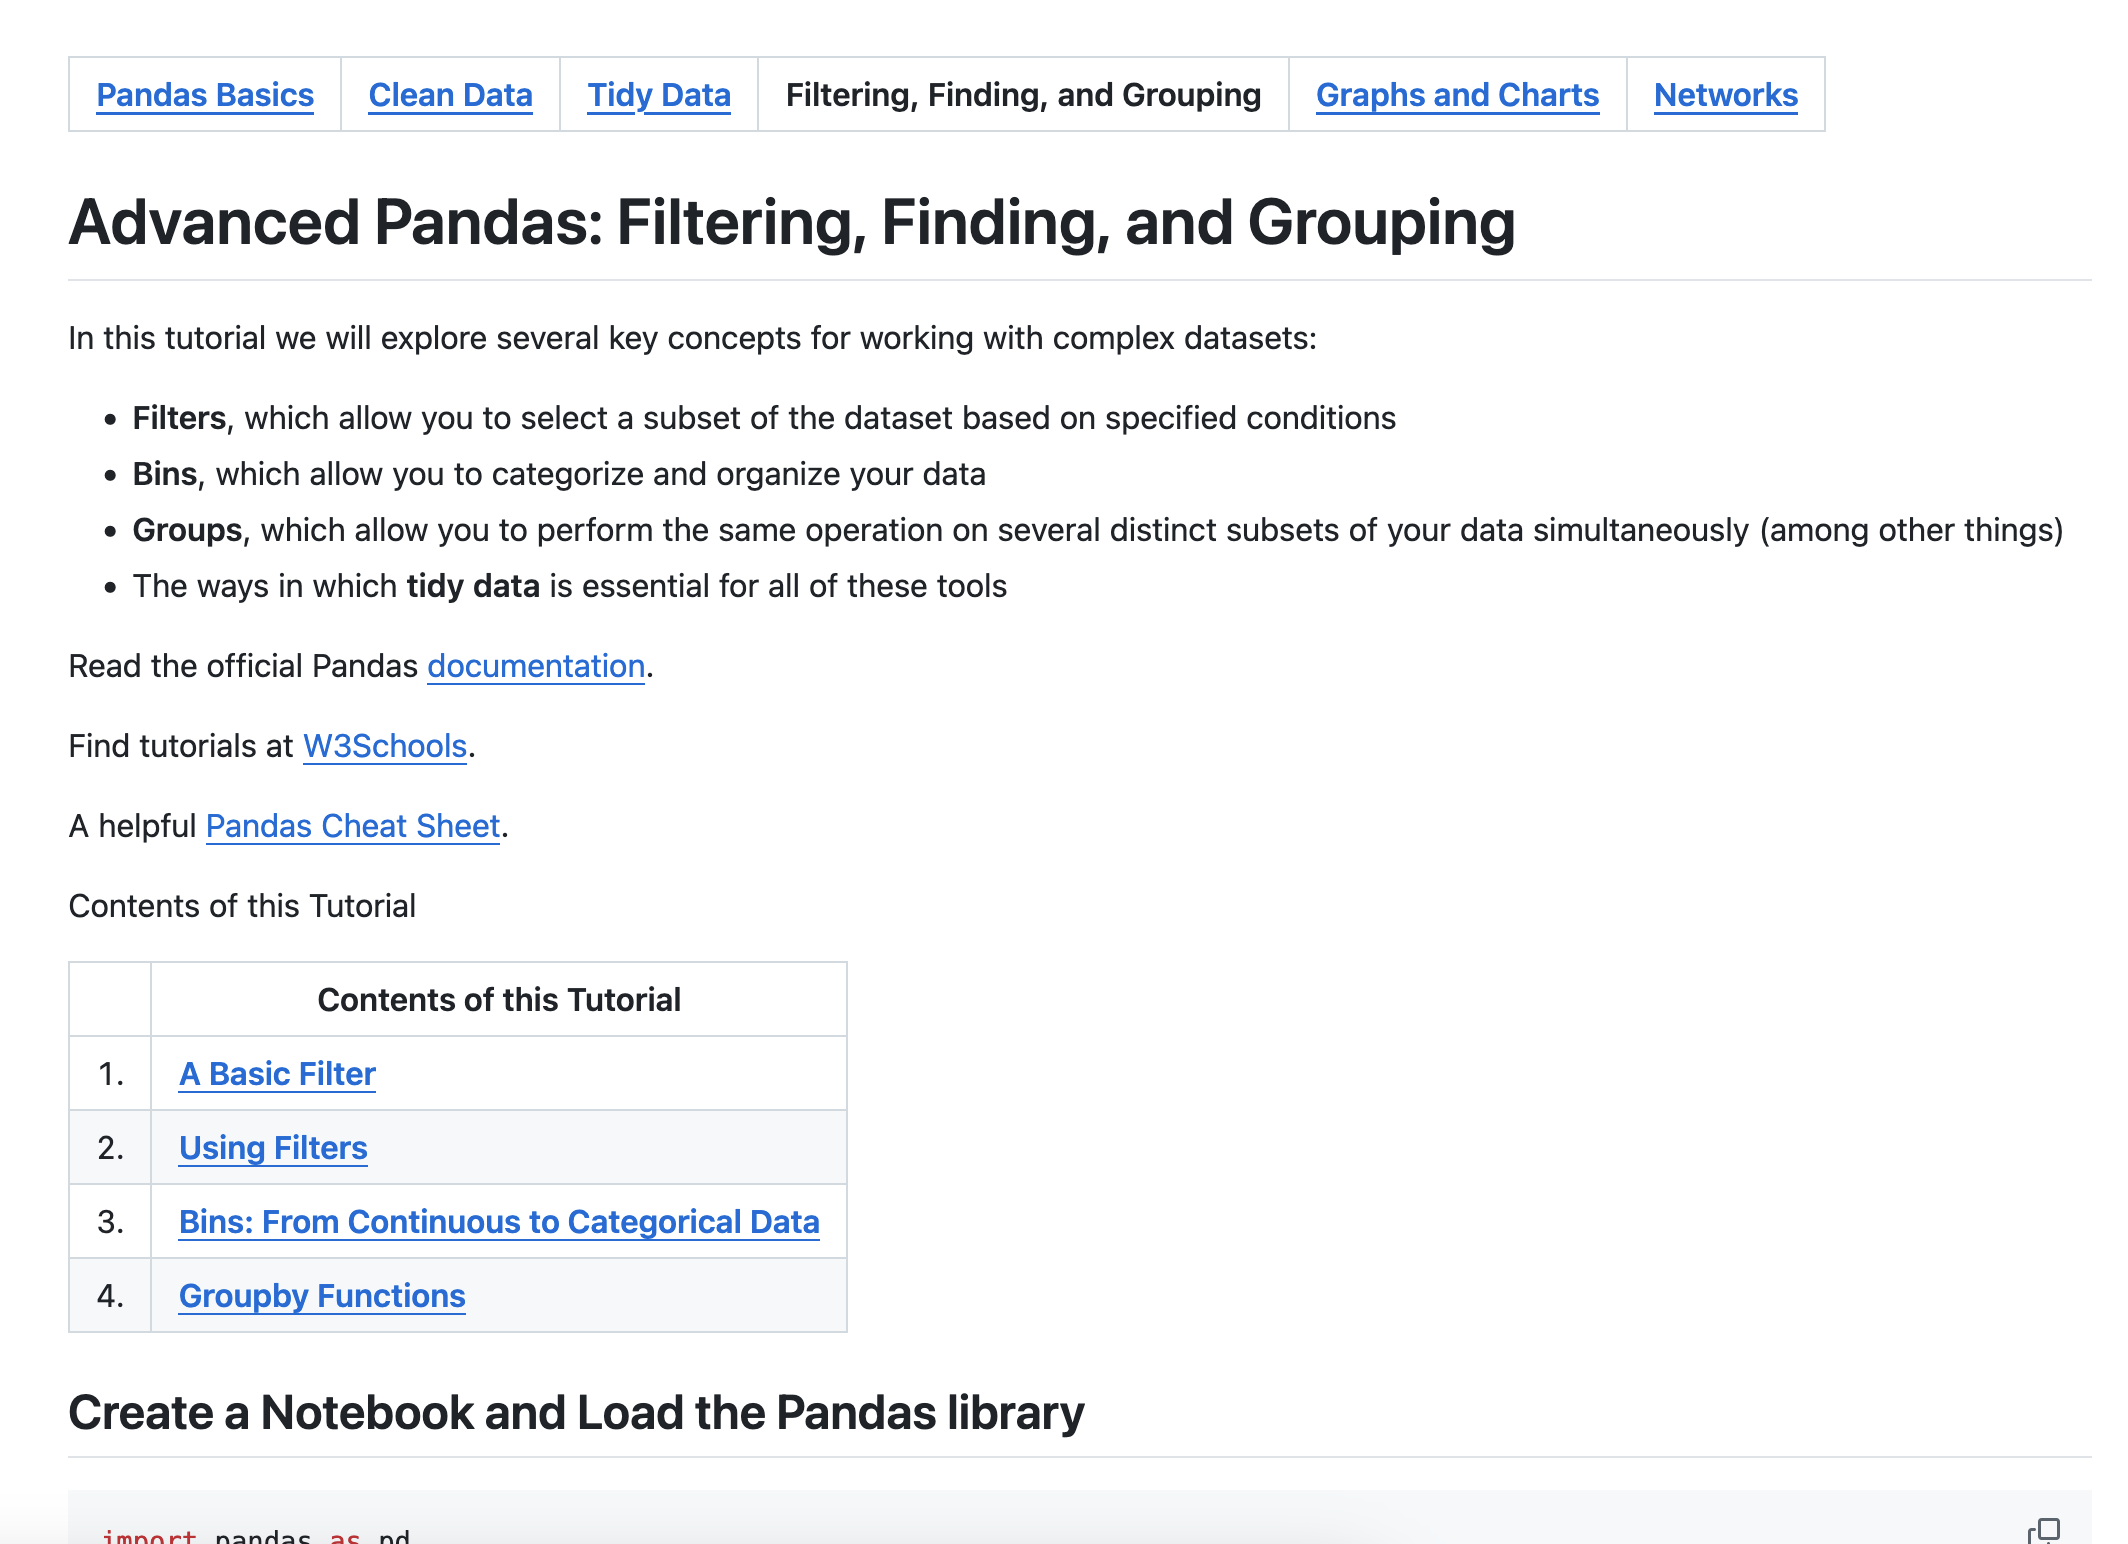 Pandas Basics Clean Data Tidy Data Filtering, Finding, and Grouping Graphs and Charts Networks
Advanced Pandas: Filtering, Finding, and Grouping
In this tutorial we will explore several key concepts for working with complex datasets:
• Filters, which allow you to select a subset of the dataset based on specified conditions
• Bins, which allow you to categorize and organize your data
• Groups, which allow you to perform the same operation on several distinct subsets of your data simultaneously (among other things)
• The ways in which tidy data is essential for all of these tools
Read the official Pandas documentation.
Find tutorials at W3Schools.
A helpful Pandas Cheat Sheet.
Contents of this Tutorial
Contents of this Tutorial
1. A Basic Filter
2. Using Filters
3. Bins: From Continuous to Categorical Data
4. Groupby Functions
Create a Notebook and Load the Pandas library
import pandas as pd